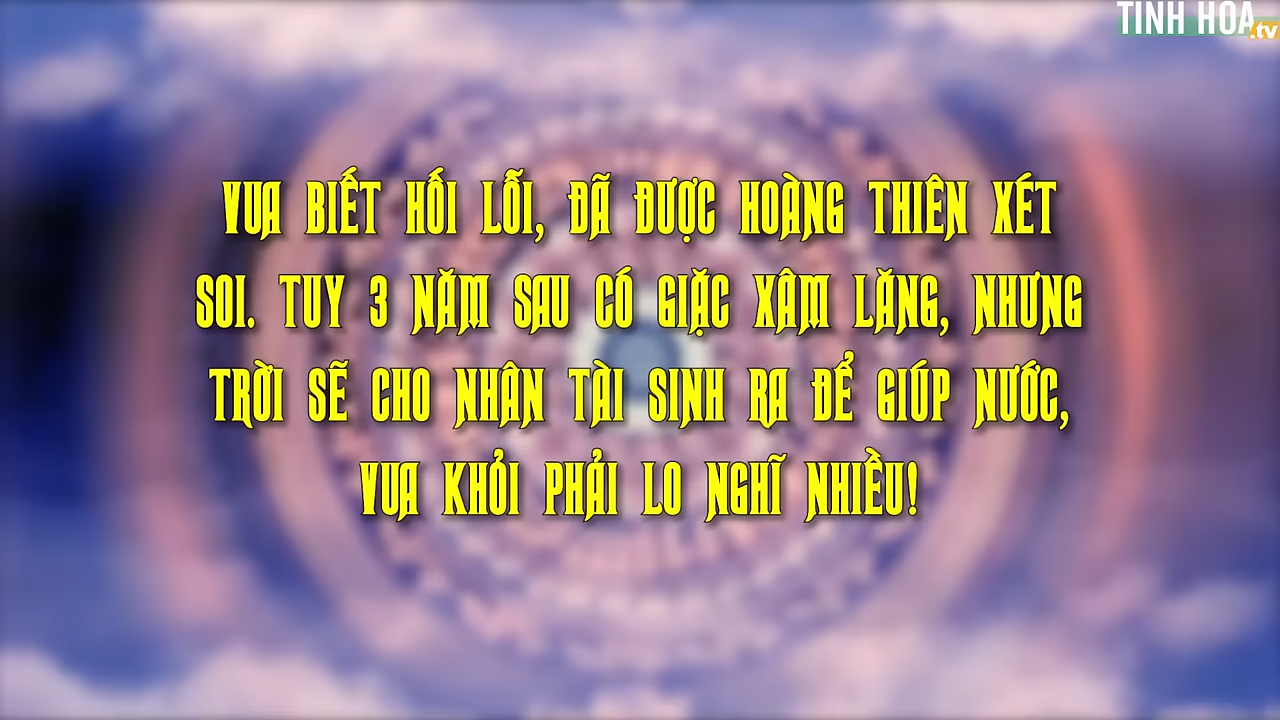 TINH HOA
.tv
VUA BIẾT HỐI LỖI, ĐÃ ĐƯỢC HOÀNG THIÊN XÉT
SOI. TUY 3 NĂM SAU CÓ GIẶC XÂM LĂNG, NHƯNG
TRỜI SẼ CHO NHÂN TÀI SINH RA ĐỂ GIÚP NƯỚC,
VUA KHỎI PHẢI LO NGHĨ NHIỀU!